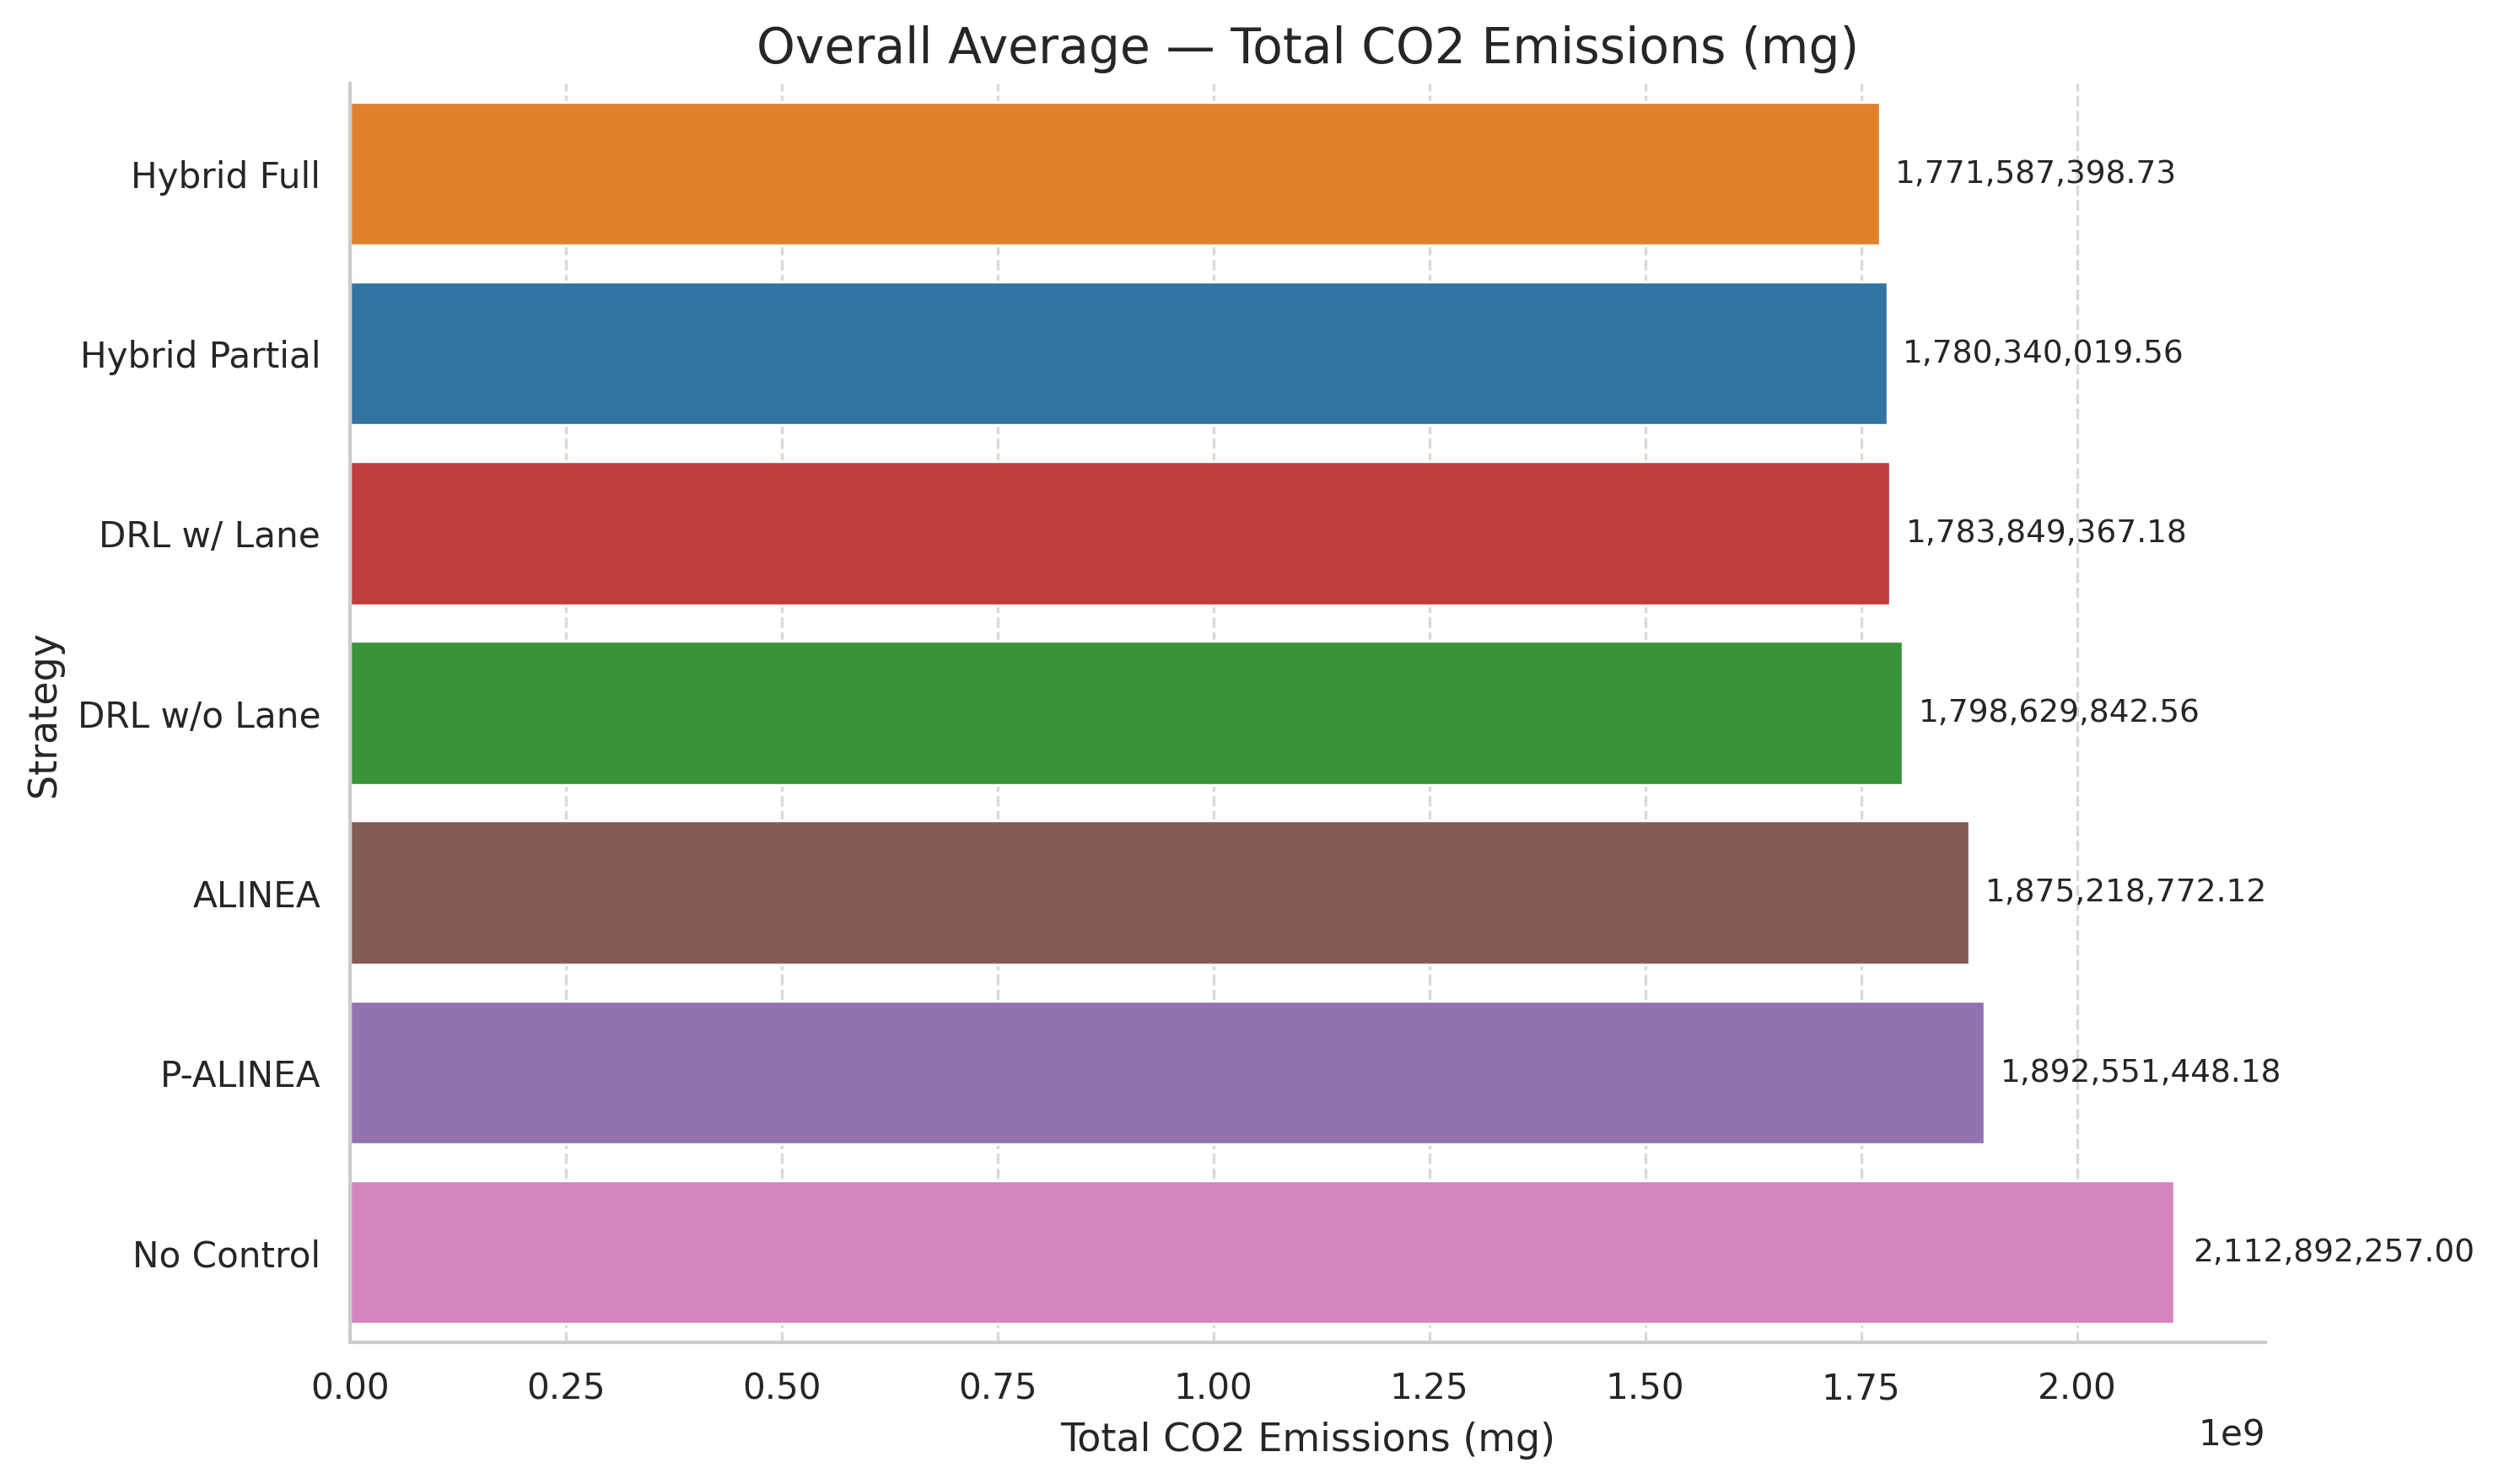 Overall Average — Total CO2 Emissions (mg)
Hybrid Full
1,771,587,398.73
Hybrid Partial
1,780,340,019.56
DRL w/ Lane
1,783,849,367.18
Strategy
DRL w/o Lane
1,798,629,842.56
ALINEA
1,875,218,772.12
P-ALINEA
1,892,551,448.18
No Control
2,112,892,257.00
0.00 0.25 0.50 0.75 1.00 1.25 1.50 1.75 2.00
1e9
Total CO2 Emissions (mg)